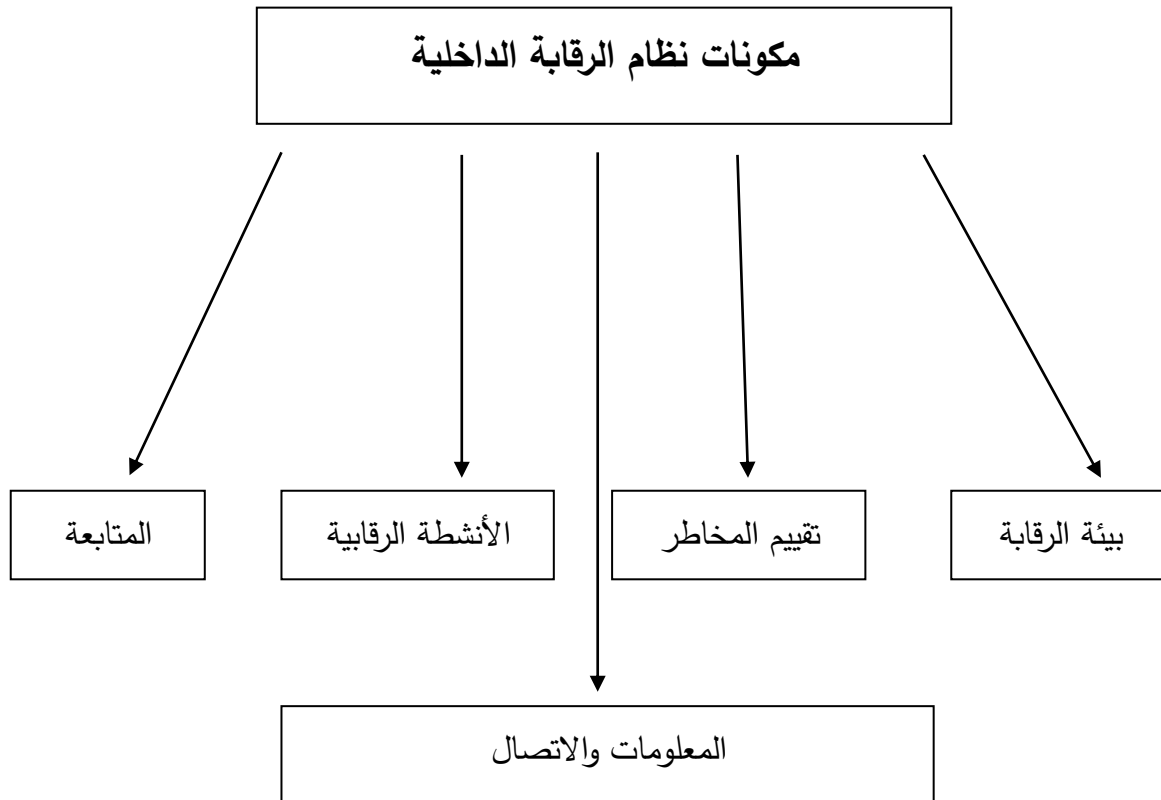 مكونات نظام الرقابة الداخلية
بيئة الرقابة
تقييم المخاطر
الأنشطة الرقابية
المتابعة
المعلومات والاتصال